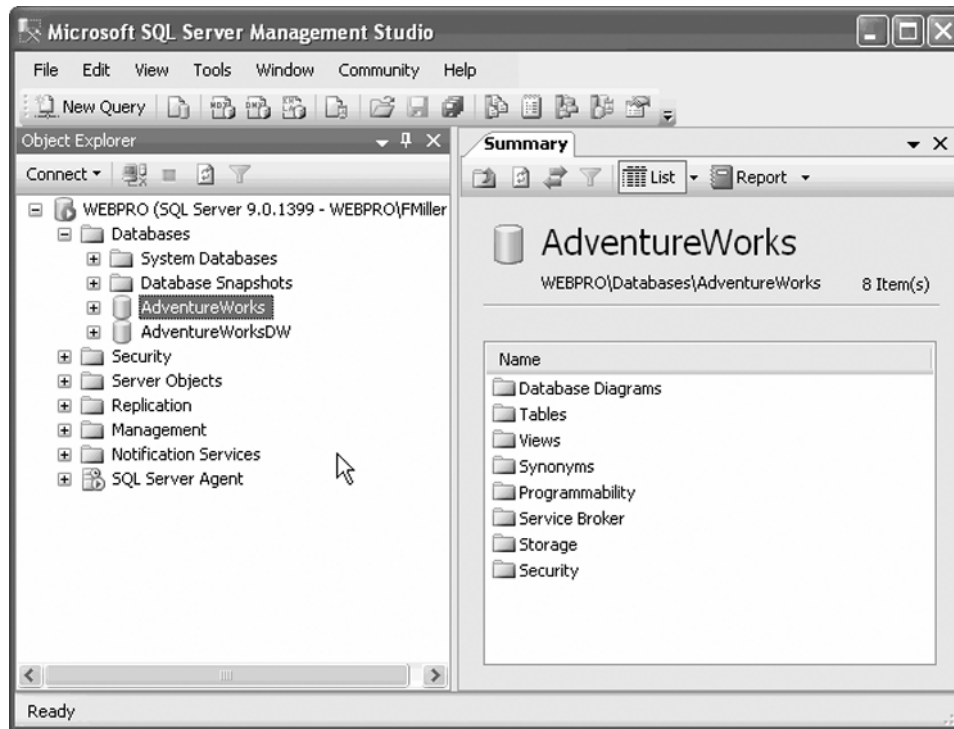 Microsoft SQL Server Management Studio
File Edit View Tools Window Community Help
New Query
Object Explorer
Connect
WEBPRO (SQL Server 9.0.1399 - WEBPRO\FMiller
Databases
System Databases
Database Snapshots
AdventureWorks
AdventureWorksDW
Security
Server Objects
Replication
Management
Notification Services
SQL Server Agent
Summary
List Report
AdventureWorks
WEBPRO\Databases\AdventureWorks 8 Item(s)
Name
Database Diagrams
Tables
Views
Synonyms
Programmability
Service Broker
Storage
Security
Ready